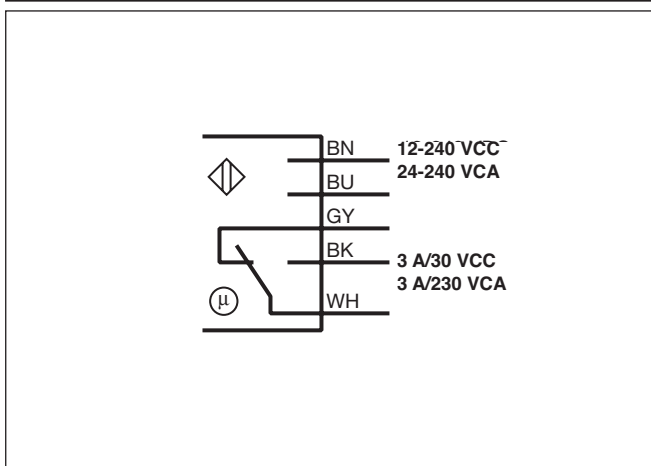 BN
12-240 VCC
24-240 VCA
BU
GY
BK
3 A/30 VCC
3 A/230 VCA
µ
WH